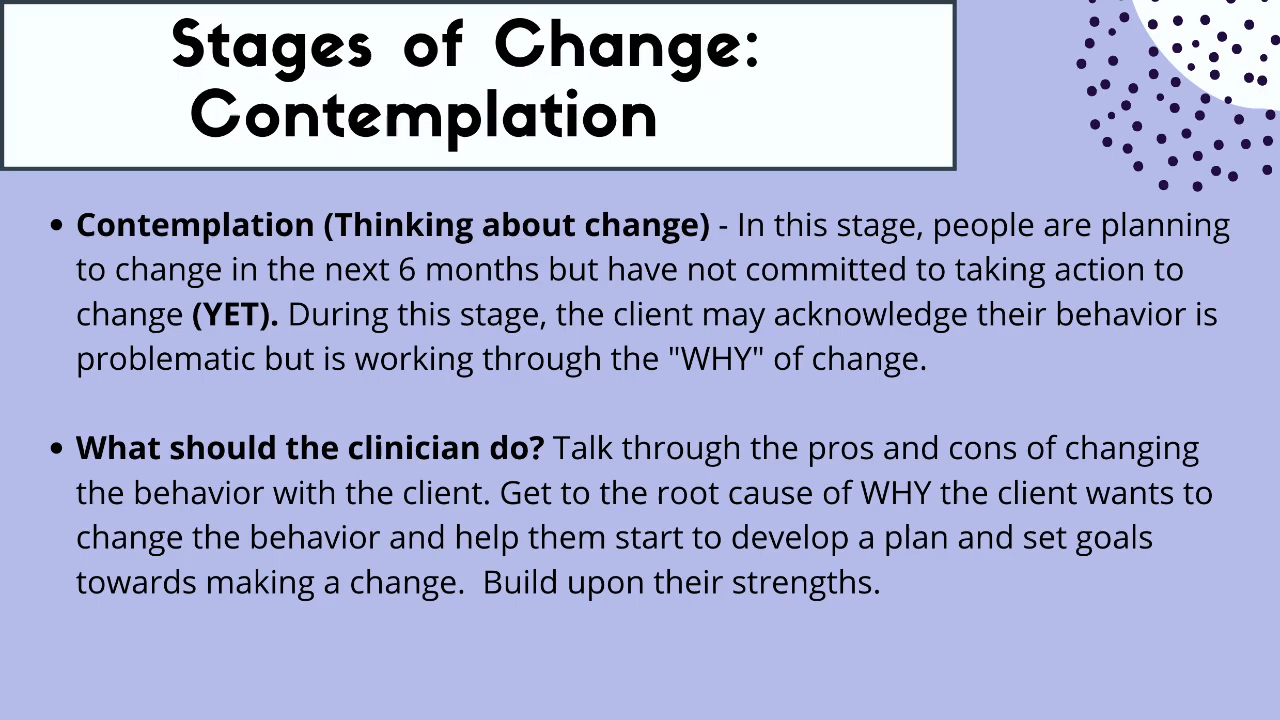 Stages of Change:
Contemplation
• Contemplation (Thinking about change) - In this stage, people are planning
to change in the next 6 months but have not committed to taking action to
change (YET). During this stage, the client may acknowledge their behavior is
problematic but is working through the "WHY" of change.
• What should the clinician do? Talk through the pros and cons of changing
the behavior with the client. Get to the root cause of WHY the client wants to
change the behavior and help them start to develop a plan and set goals
towards making a change.  Build upon their strengths.